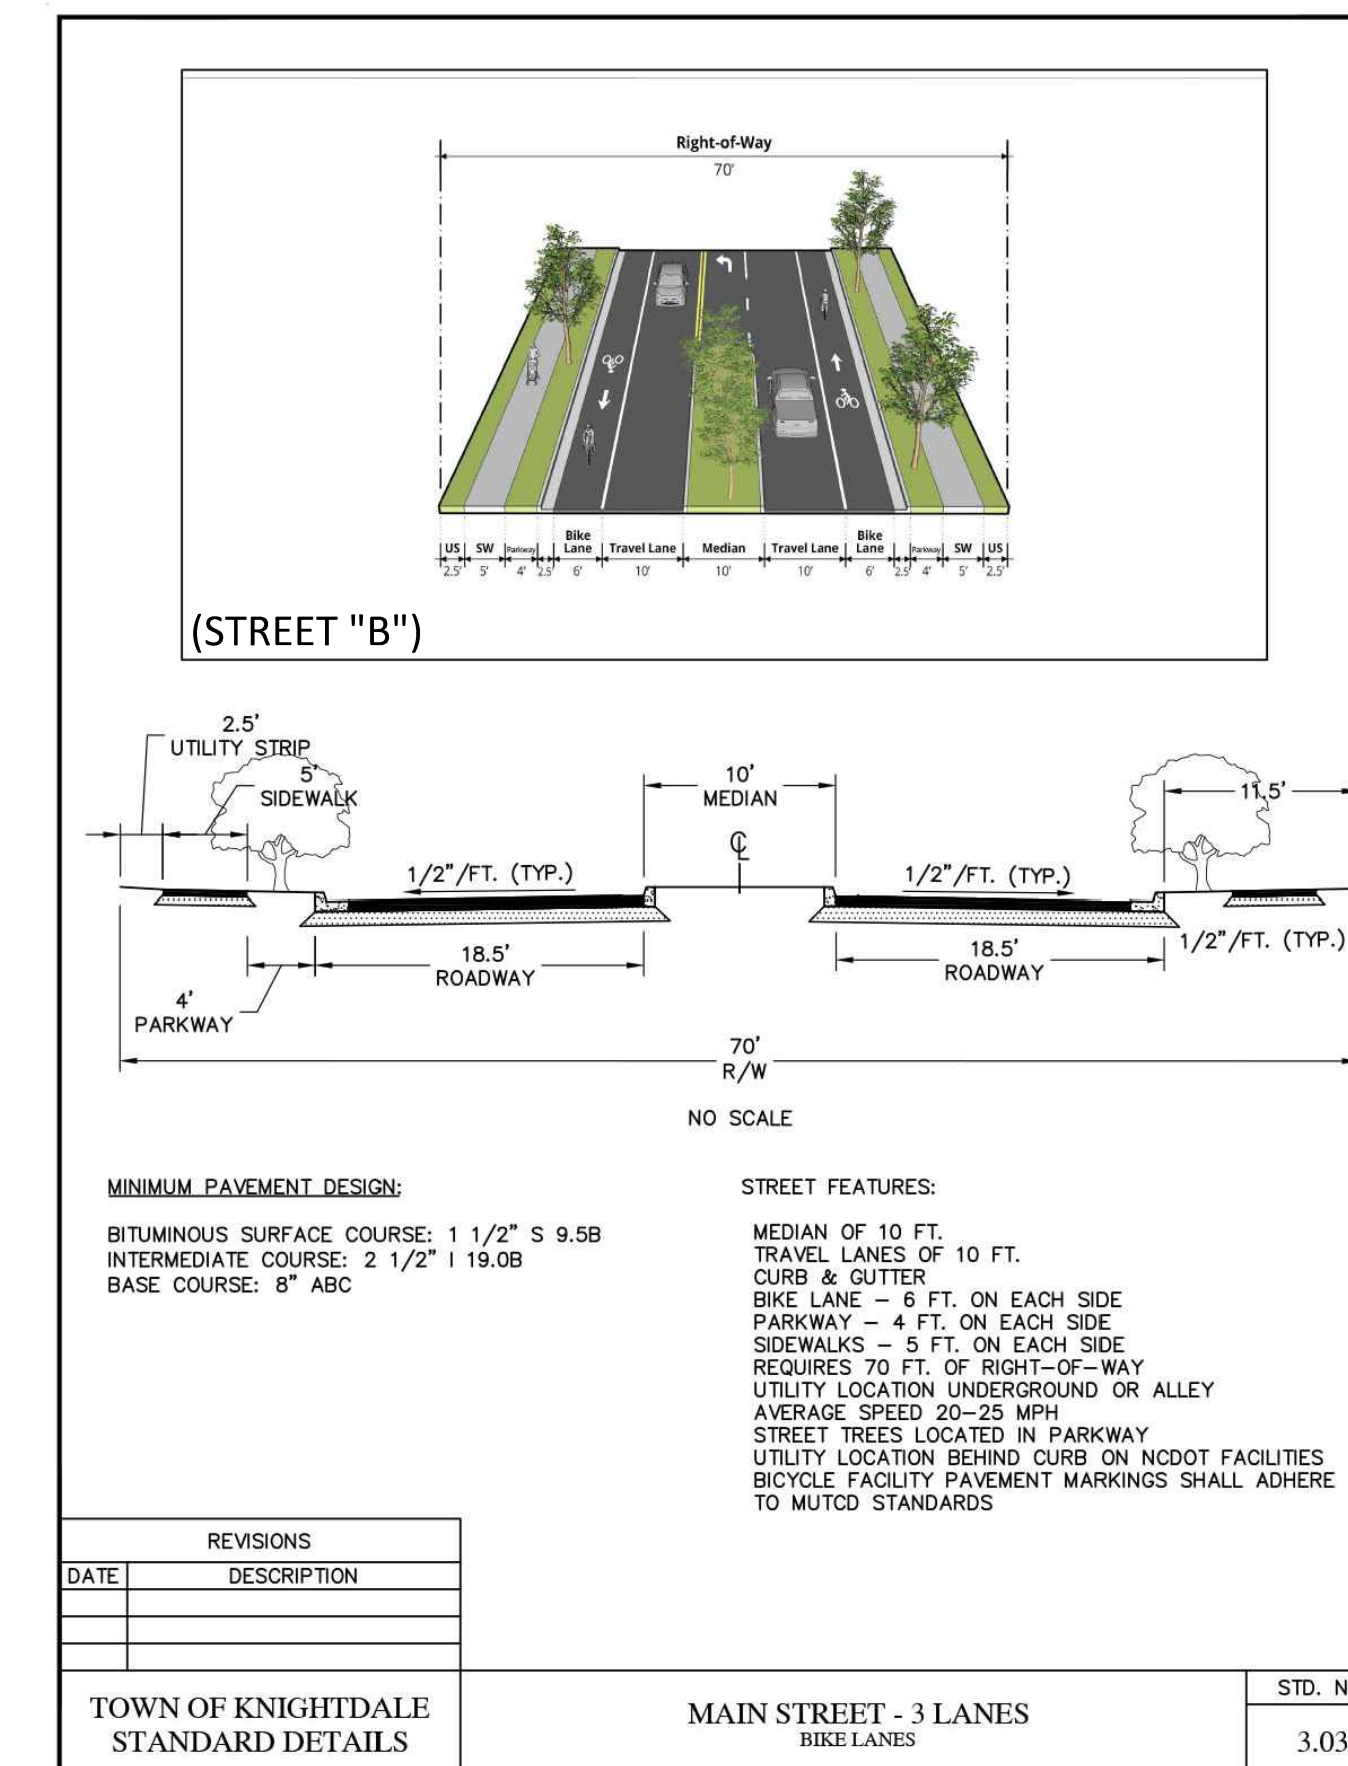 Right-of-Way
70'
US SW Parkway Bike Lane Travel Lane Median Travel Lane Bike Lane Parkway SW US
2.5' 5' 4' 2.5' 6' 10' 10' 10' 6' 2.5' 4' 5' 2.5'
(STREET "B")
2.5'
UTILITY STRIP
5'
SIDEWALK
10'
MEDIAN
11.5'
℄
1/2"/FT. (TYP.)
1/2"/FT. (TYP.)
18.5'
ROADWAY
18.5'
ROADWAY
1/2"/FT. (TYP.)
4'
PARKWAY
70'
R/W
NO SCALE
MINIMUM PAVEMENT DESIGN:
BITUMINOUS SURFACE COURSE: 1 1/2" S 9.5B
INTERMEDIATE COURSE: 2 1/2" I 19.0B
BASE COURSE: 8" ABC
STREET FEATURES:
MEDIAN OF 10 FT.
TRAVEL LANES OF 10 FT.
CURB & GUTTER
BIKE LANE – 6 FT. ON EACH SIDE
PARKWAY – 4 FT. ON EACH SIDE
SIDEWALKS – 5 FT. ON EACH SIDE
REQUIRES 70 FT. OF RIGHT–OF–WAY
UTILITY LOCATION UNDERGROUND OR ALLEY
AVERAGE SPEED 20–25 MPH
STREET TREES LOCATED IN PARKWAY
UTILITY LOCATION BEHIND CURB ON NCDOT FACILITIES
BICYCLE FACILITY PAVEMENT MARKINGS SHALL ADHERE
TO MUTCD STANDARDS
REVISIONS
DATE DESCRIPTION
TOWN OF KNIGHTDALE
STANDARD DETAILS
MAIN STREET - 3 LANES
BIKE LANES
STD. N
3.03